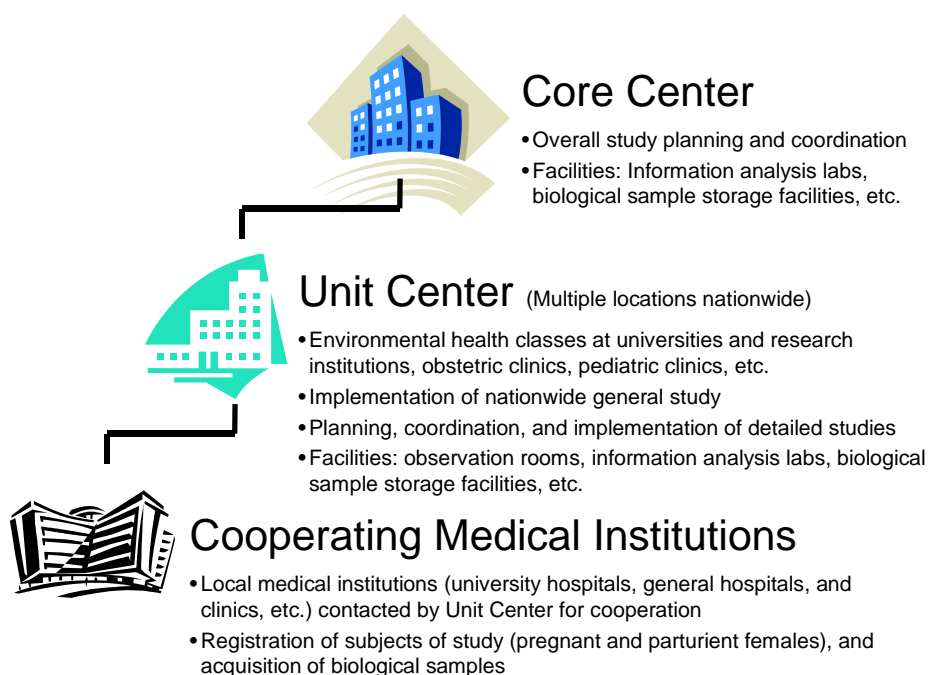 Core Center
•Overall study planning and coordination
•Facilities: Information analysis labs,
biological sample storage facilities, etc.
Unit Center (Multiple locations nationwide)
•Environmental health classes at universities and research
institutions, obstetric clinics, pediatric clinics, etc.
•Implementation of nationwide general study
•Planning, coordination, and implementation of detailed studies
•Facilities: observation rooms, information analysis labs, biological
sample storage facilities, etc.
Cooperating Medical Institutions
•Local medical institutions (university hospitals, general hospitals, and
clinics, etc.) contacted by Unit Center for cooperation
•Registration of subjects of study (pregnant and parturient females), and
acquisition of biological samples